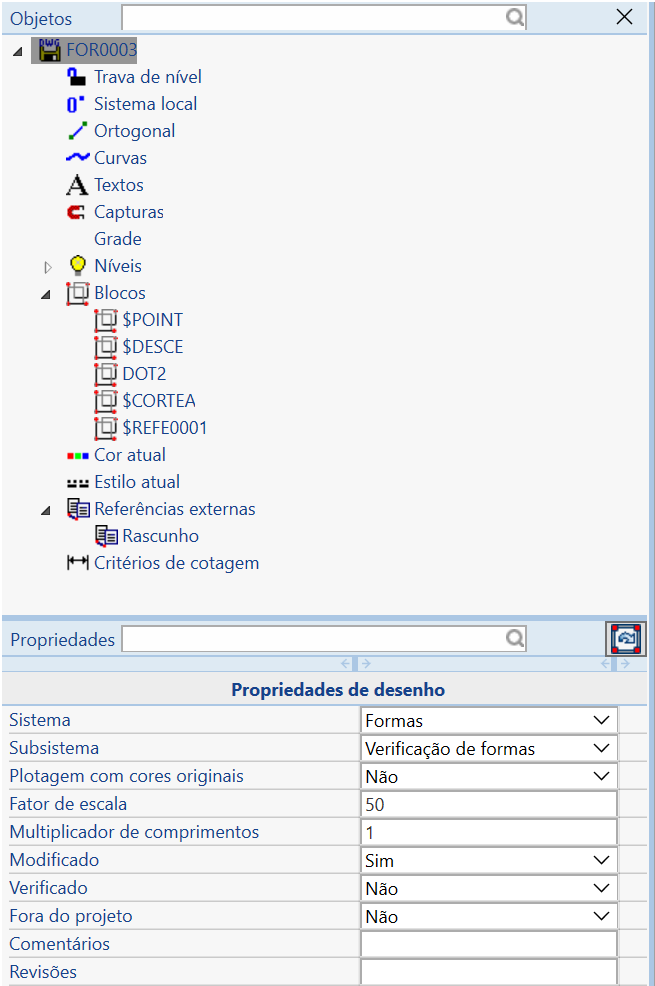 Objetos
DWG FOR0003
Trava de nível
0 Sistema local
Ortogonal
Curvas
A Textos
Capturas
Grade
Níveis
Blocos
$POINT
$DESCE
DOT2
$CORTEA
$REFE0001
Cor atual
Estilo atual
Referências externas
Rascunho
Critérios de cotagem
Propriedades
Propriedades de desenho
Sistema Formas
Subsistema Verificação de formas
Plotagem com cores originais Não
Fator de escala 50
Multiplicador de comprimentos 1
Modificado Sim
Verificado Não
Fora do projeto Não
Comentários
Revisões